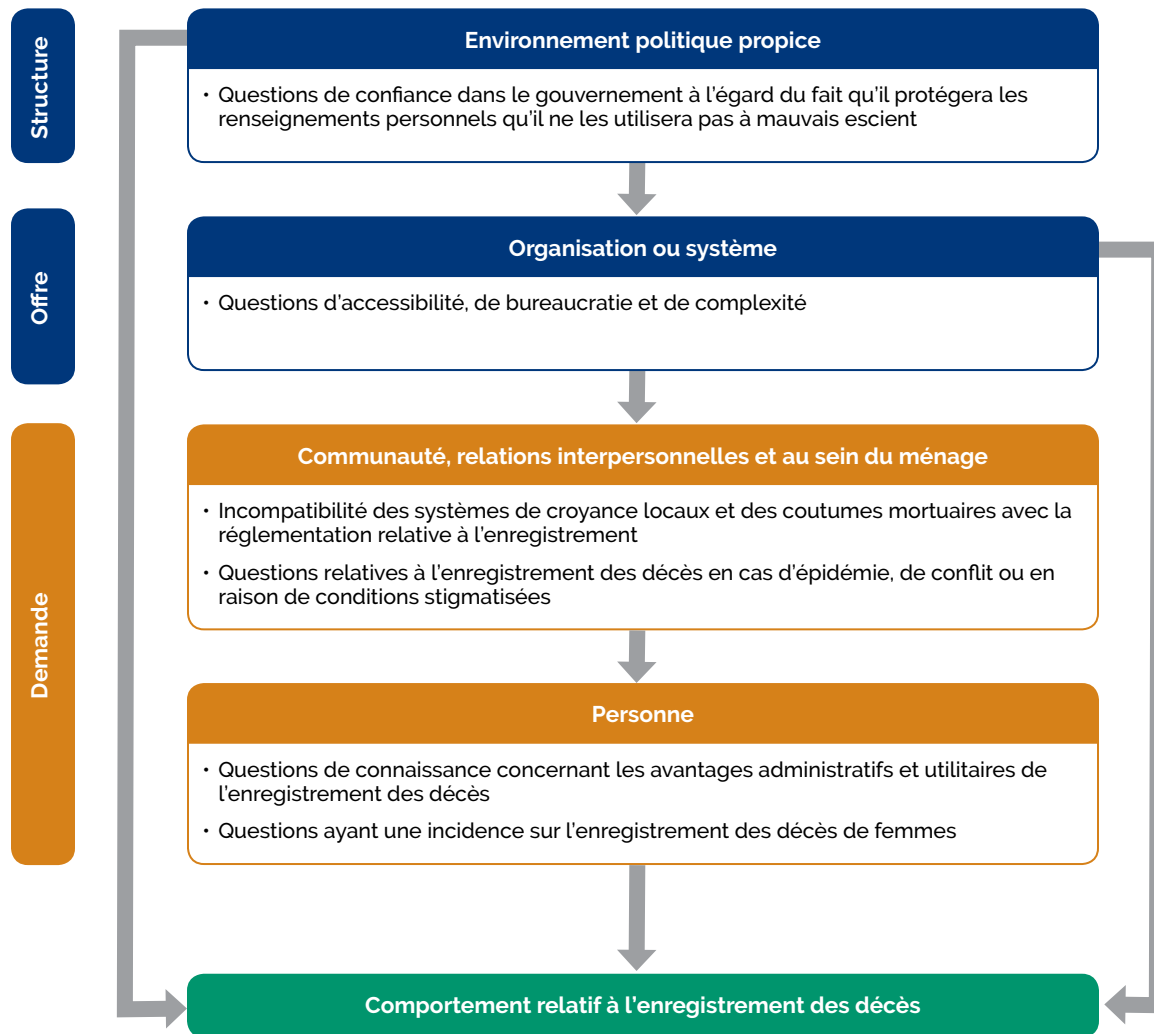 Structure
Environnement politique propice
• Questions de confiance dans le gouvernement à l'égard du fait qu'il protégera les
renseignements personnels qu'il ne les utilisera pas à mauvais escient
Offre
Organisation ou système
• Questions d'accessibilité, de bureaucratie et de complexité
Demande
Communauté, relations interpersonnelles et au sein du ménage
• Incompatibilité des systèmes de croyance locaux et des coutumes mortuaires avec la
réglementation relative à l'enregistrement
• Questions relatives à l'enregistrement des décès en cas d'épidémie, de conflit ou en
raison de conditions stigmatisées
Personne
• Questions de connaissance concernant les avantages administratifs et utilitaires de
l'enregistrement des décès
• Questions ayant une incidence sur l'enregistrement des décès de femmes
Comportement relatif à l'enregistrement des décès